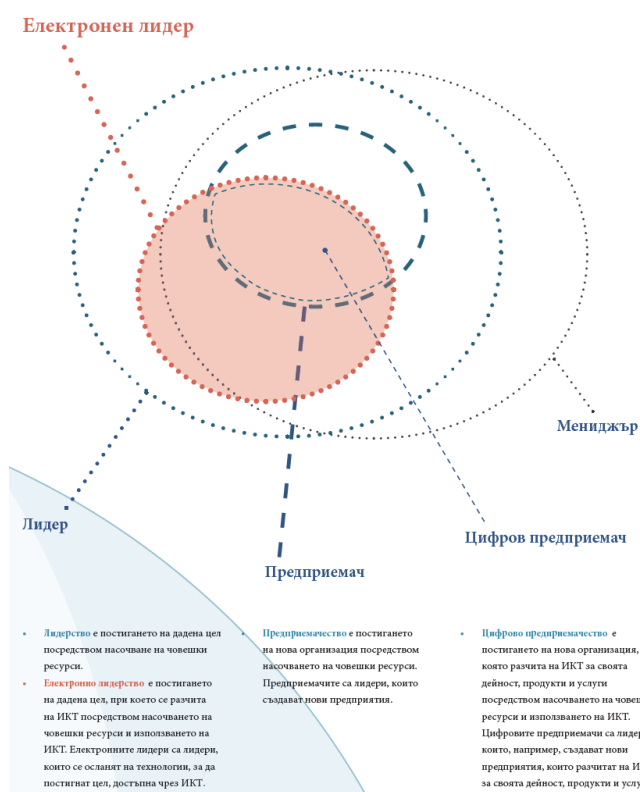 Електронен лидер
Мениджър
Лидер
Цифров предприемач
Предприемач
• Лидерство е постигането на дадена цел
посредством насочване на човешки
ресурси.
• Електронно лидерство е постигането
на дадена цел, при което се разчита
на ИКТ посредством насочването на
човешки ресурси и използването на
ИКТ. Електронните лидери са лидери,
които се осланят на технологии, за да
постигнат цел, достъпна чрез ИКТ.
• Предприемачество е постигането
на нова организация посредством
насочването на човешки ресурси.
Предприемачите са лидери, които
създават нови предприятия.
• Цифрово предприемачество е
постигането на нова организация,
която разчита на ИКТ за своята
дейност, продукти и услуги
посредством насочването на
ресурси и използването на ИКТ.
Цифровите предприемачи са
които, например, създават нови
предприятия, които разчитат на
за своята дейност, продукти и